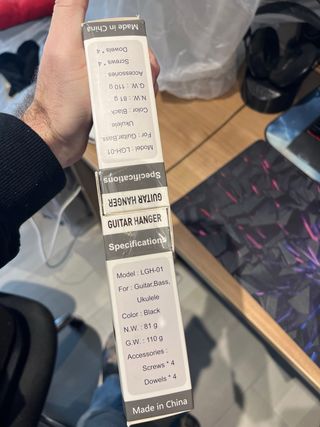 GUITAR HANGER
Specifications
Model : LGH-01
For : Guitar,Bass,
Ukulele
Color : Black
N.W. : 81 g
G.W. : 110 g
Accessories :
Screws * 4
Dowels * 4
Made in China
GUITAR HANGER
Specifications
Model : LGH-01
For : Guitar,Bass,
Ukulele
Color : Black
N.W. : 81 g
G.W. : 110 g
Accessories :
Screws * 4
Dowels * 4
Made in China